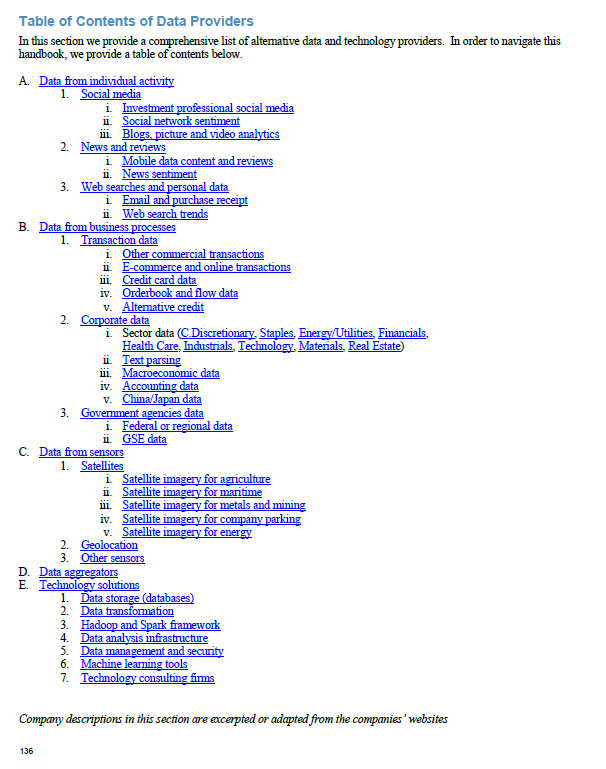 Table of Contents of Data Providers
In this section we provide a comprehensive list of alternative data and technology providers. In order to navigate this
handbook, we provide a table of contents below.
A. Data from individual activity
1. Social media
i. Investment professional social media
ii. Social network sentiment
iii. Blogs, picture and video analytics
2. News and reviews
i. Mobile data content and reviews
ii. News sentiment
3. Web searches and personal data
i. Email and purchase receipt
ii. Web search trends
B. Data from business processes
1. Transaction data
i. Other commercial transactions
ii. E-commerce and online transactions
iii. Credit card data
iv. Orderbook and flow data
v. Alternative credit
2. Corporate data
i. Sector data (C.Discretionary, Staples, Energy/Utilities, Financials,
Health Care, Industrials, Technology, Materials, Real Estate)
ii. Text parsing
iii. Macroeconomic data
iv. Accounting data
v. China/Japan data
3. Government agencies data
i. Federal or regional data
ii. GSE data
C. Data from sensors
1. Satellites
i. Satellite imagery for agriculture
ii. Satellite imagery for maritime
iii. Satellite imagery for metals and mining
iv. Satellite imagery for company parking
v. Satellite imagery for energy
2. Geolocation
3. Other sensors
D. Data aggregators
E. Technology solutions
1. Data storage (databases)
2. Data transformation
3. Hadoop and Spark framework
4. Data analysis infrastructure
5. Data management and security
6. Machine learning tools
7. Technology consulting firms
Company descriptions in this section are excerpted or adapted from the companies' websites
136